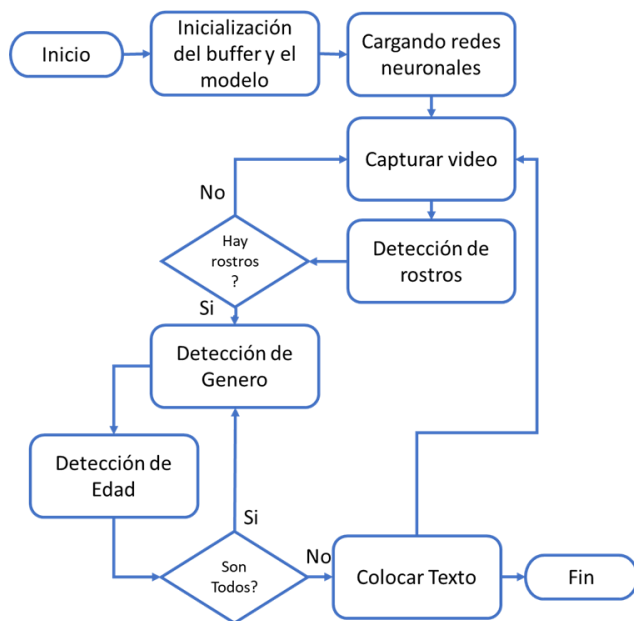 Inicio
Inicialización
del buffer y el
modelo
Cargando redes
neuronales
Capturar video
No
Hay
rostros
?
Detección de
rostros
Si
Detección de
Genero
Detección de
Edad
Si
Son
Todos?
No
Colocar Texto
Fin